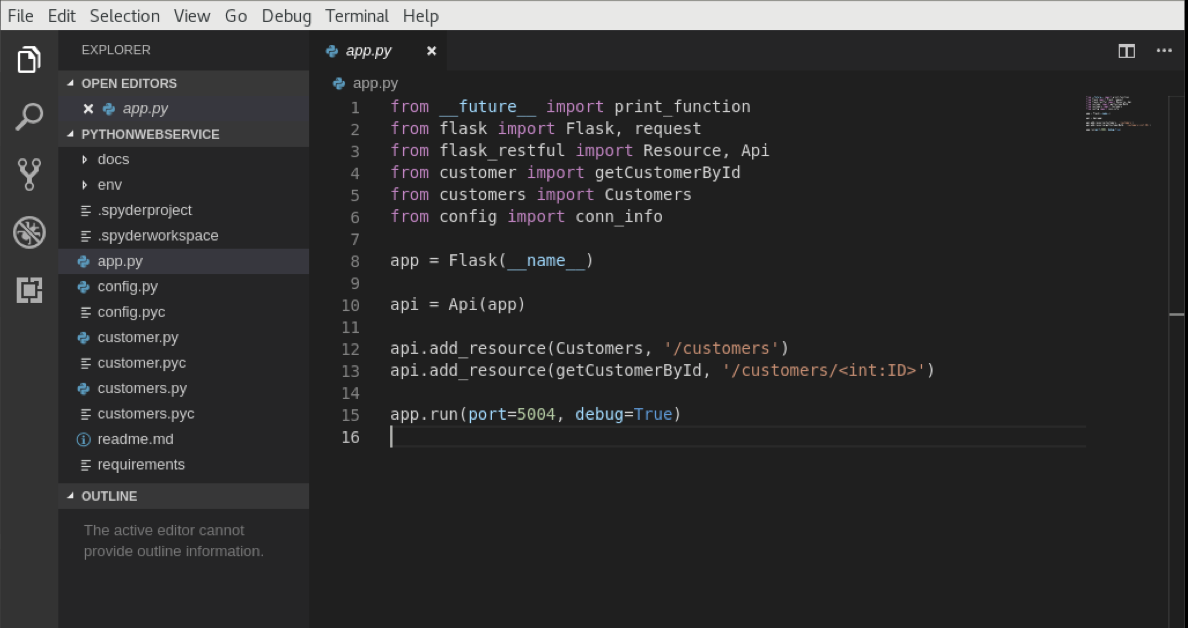 File Edit Selection View Go Debug Terminal Help
EXPLORER
OPEN EDITORS
app.py
PYTHONWEBSERVICE
docs
env
.spyderproject
.spyderworkspace
app.py
config.py
config.pyc
customer.py
customer.pyc
customers.py
customers.pyc
readme.md
requirements
OUTLINE
The active editor cannot
provide outline information.
app.py
app.py
1 from __future__ import print_function
2 from flask import Flask, request
3 from flask_restful import Resource, Api
4 from customer import getCustomerById
5 from customers import Customers
6 from config import conn_info
7
8 app = Flask(__name__)
9
10 api = Api(app)
11
12 api.add_resource(Customers, '/customers')
13 api.add_resource(getCustomerById, '/customers/<int:ID>')
14
15 app.run(port=5004, debug=True)
16